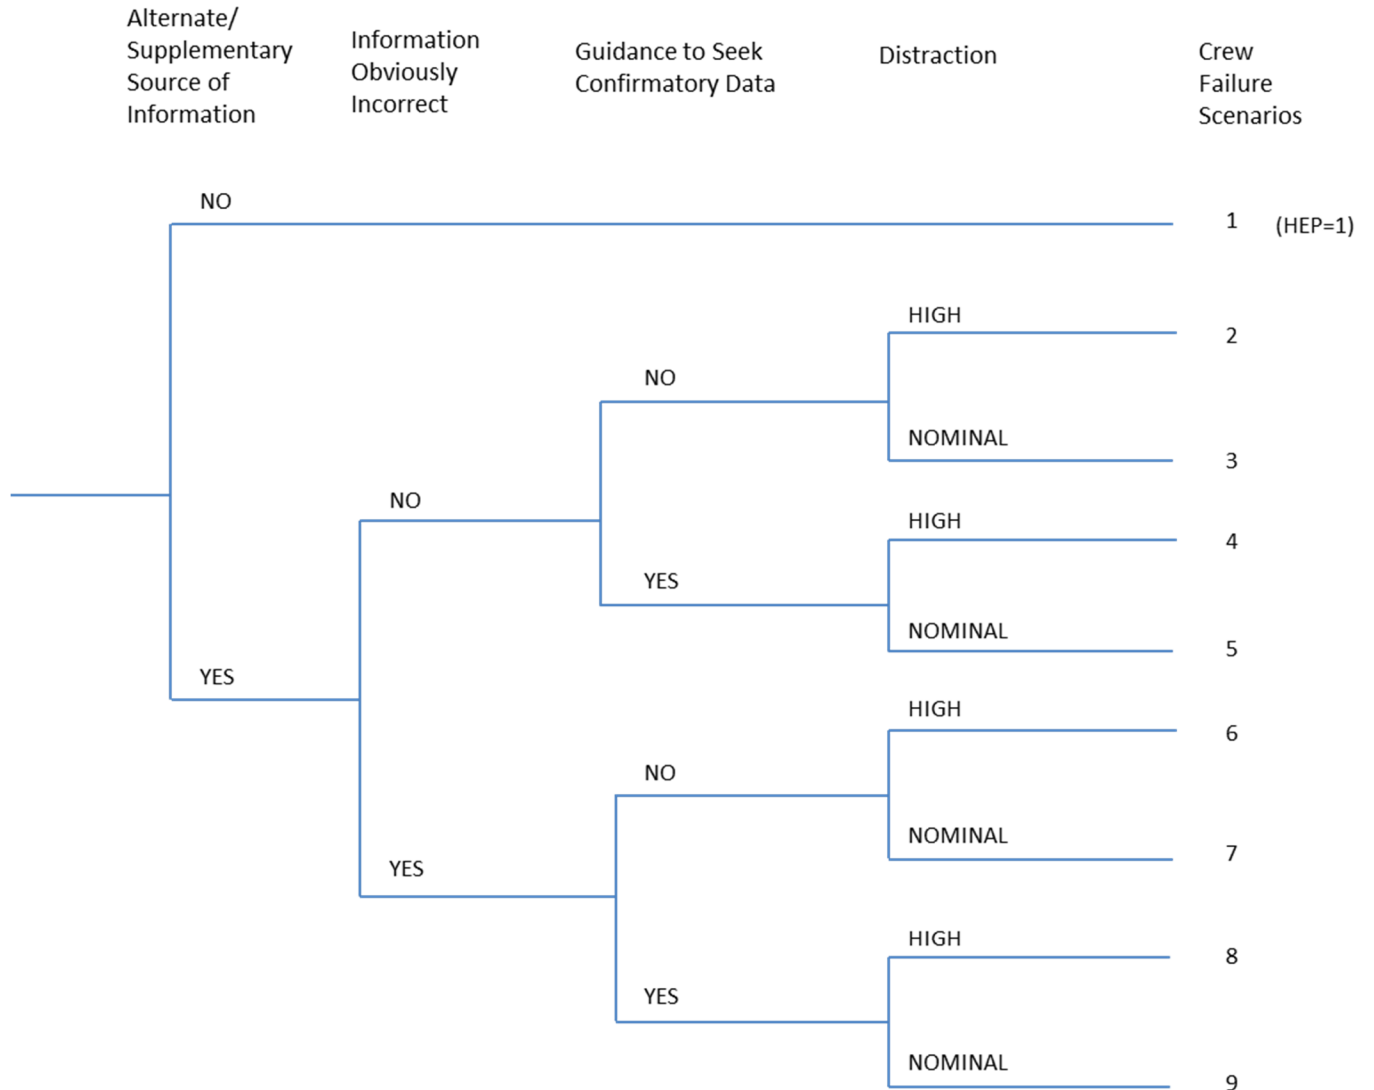 Alternate/
Supplementary
Source of
Information
Information
Obviously
Incorrect
Guidance to Seek
Confirmatory Data
Distraction
Crew
Failure
Scenarios
NO
1 (HEP=1)
HIGH
2
NO
NOMINAL
3
NO
HIGH
4
YES
NOMINAL
5
YES
HIGH
6
NO
NOMINAL
7
YES
HIGH
8
YES
NOMINAL
9